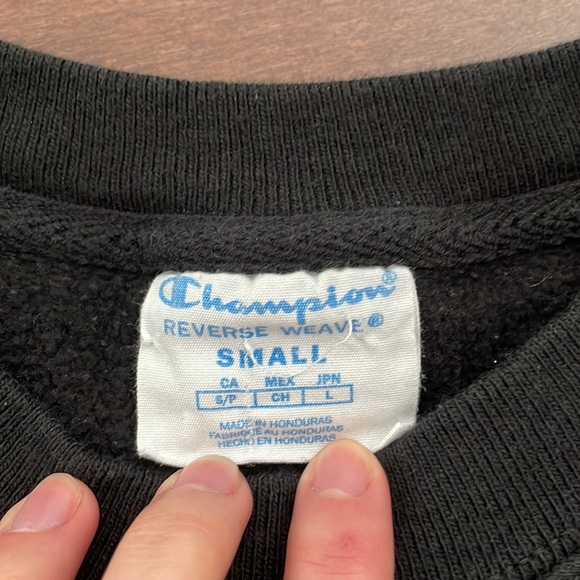 Champion®
REVERSE WEAVE®
SMALL
CA MEX JPN
S/P CH L
MADE IN HONDURAS
FABRIQUÉ AU HONDURAS
HECHO EN HONDURAS